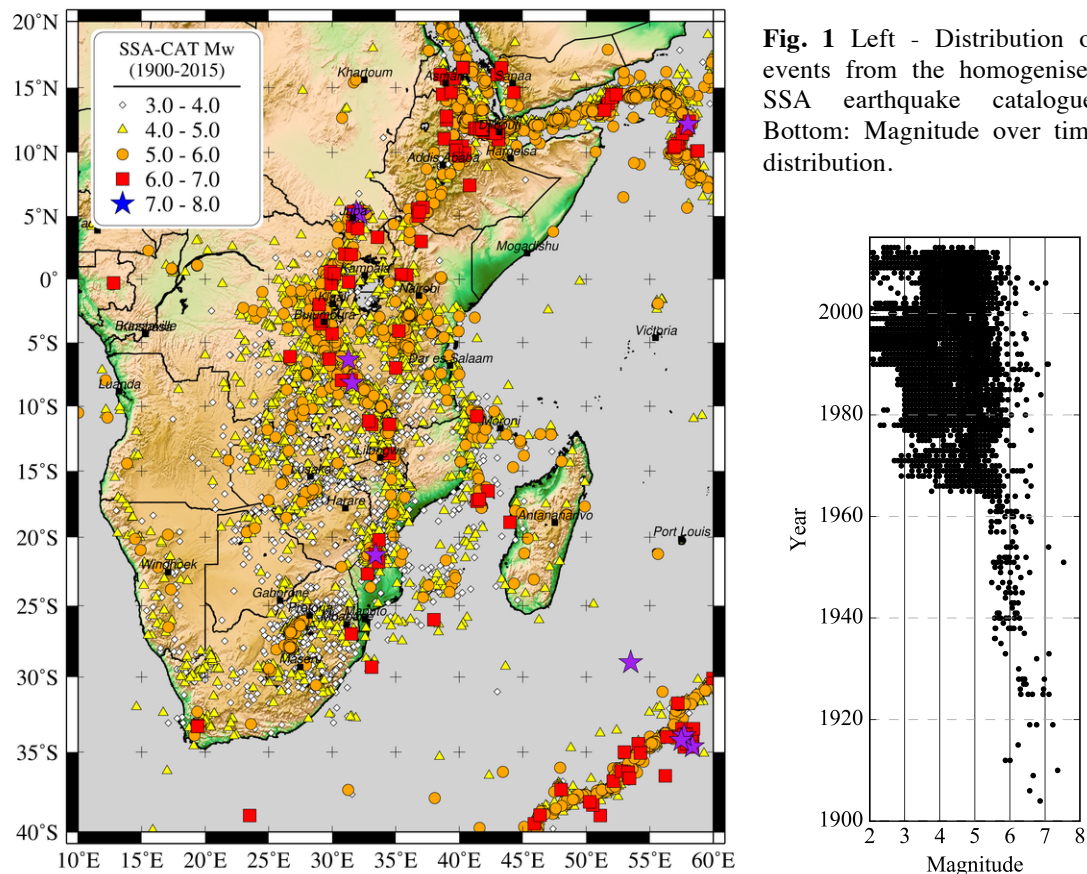 20°N
15°N
10°N
5°N
0°
5°S
10°S
15°S
20°S
25°S
30°S
35°S
40°S
10°E 15°E 20°E 25°E 30°E 35°E 40°E 45°E 50°E 55°E 60°E
SSA-CAT Mw
(1900-2015)
3.0 - 4.0
4.0 - 5.0
5.0 - 6.0
6.0 - 7.0
7.0 - 8.0
Khartoum
Asmara
Sanaa
Djibouti
Addis Ababa
Hargeisa
Juba
Mogadishu
Kampala
Nairobi
Kigali
Bujumbura
Brazzaville
Victoria
Dar es Salaam
Luanda
Moroni
Lilongwe
Lusaka
Harare
Antananarivo
Port Louis
Windhoek
Gaborone
Pretoria
Maputo
Mbabane
Maseru
Fig. 1 Left - Distribution o
events from the homogenise
SSA earthquake catalogue
Bottom: Magnitude over tim
distribution.
Year
2000
1980
1960
1940
1920
1900
2 3 4 5 6 7 8
Magnitude